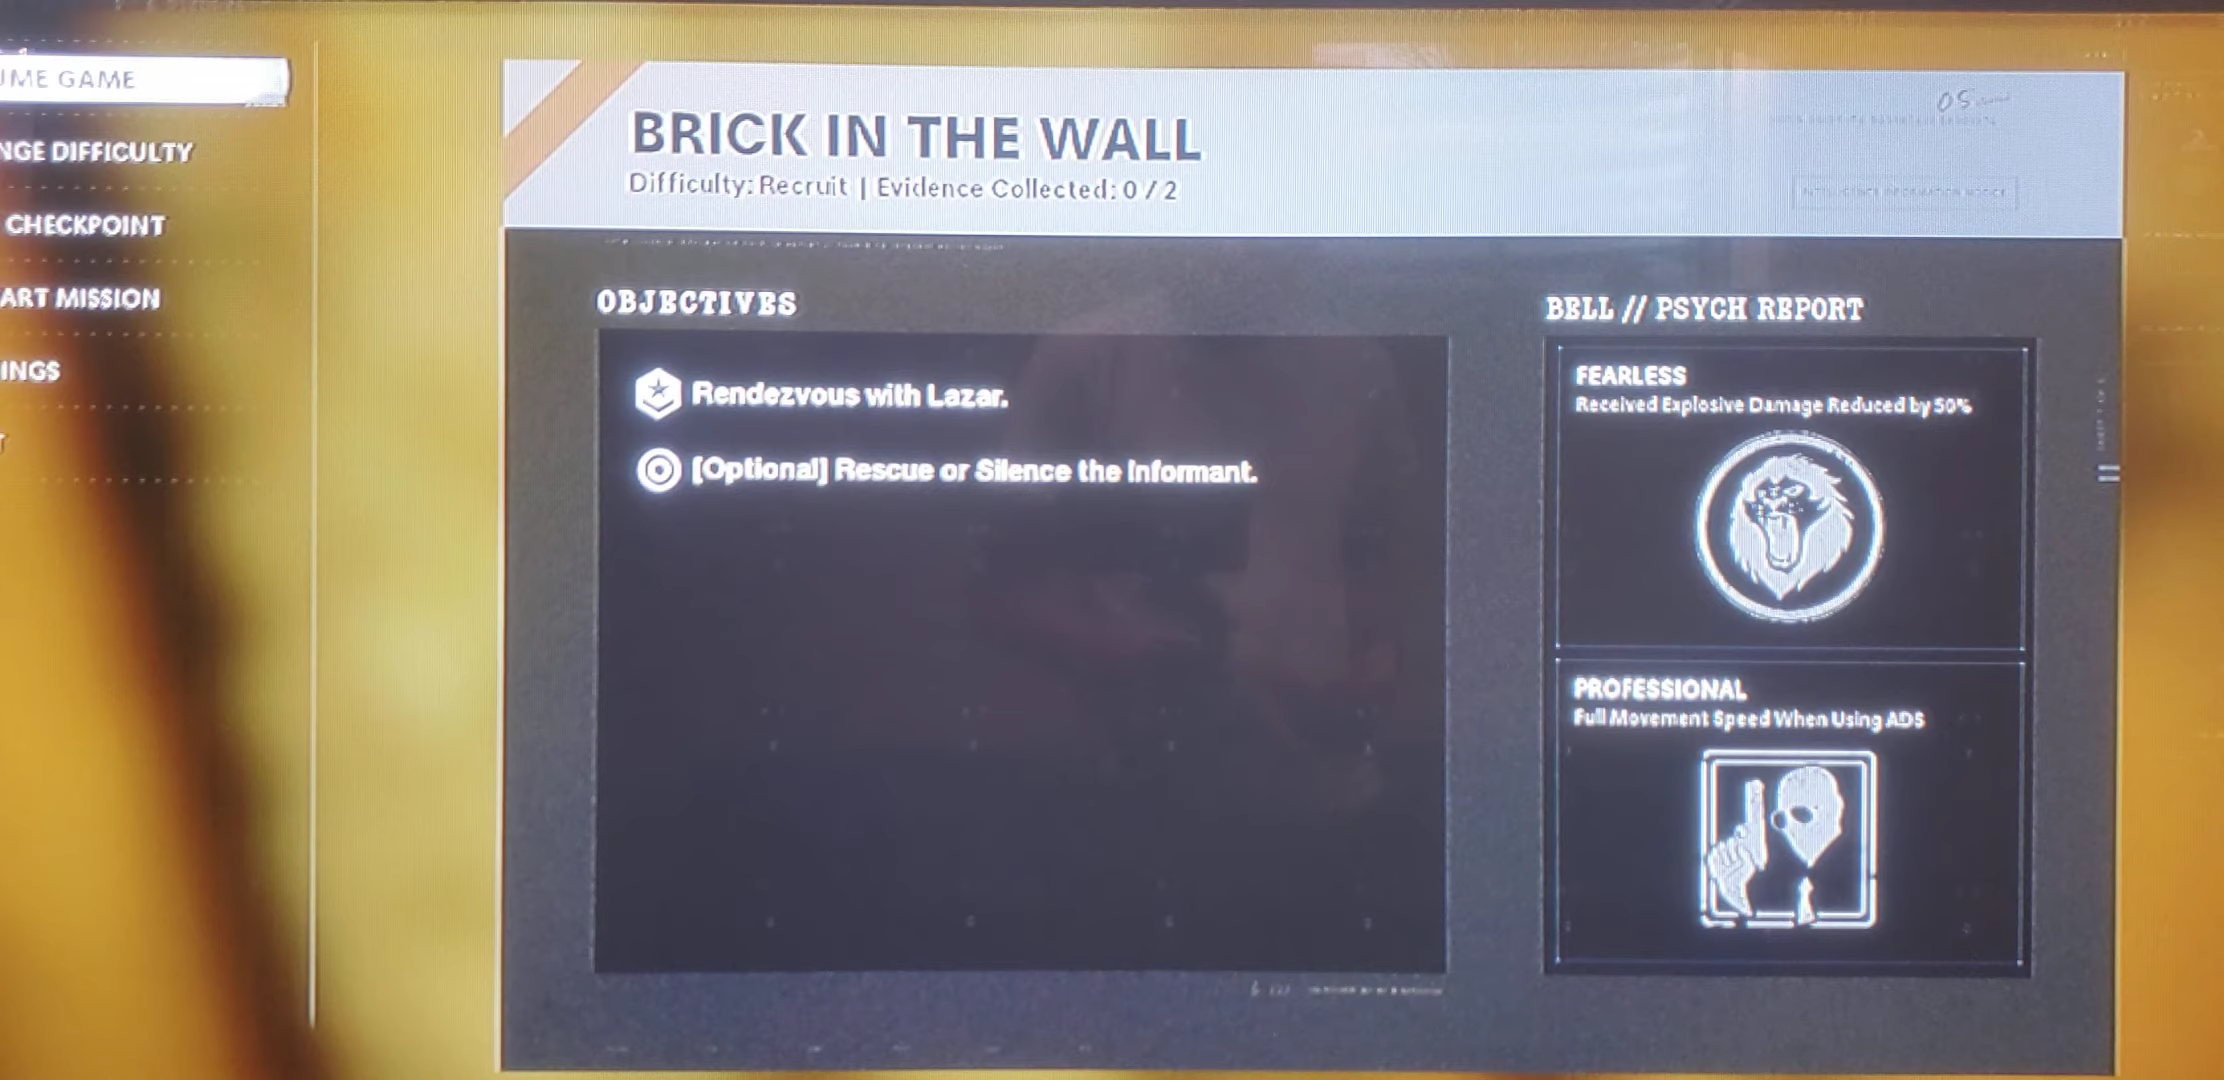 UME GAME
NGE DIFFICULTY
CHECKPOINT
ART MISSION
INGS
BRICK IN THE WALL
Difficulty: Recruit | Evidence Collected: 0 / 2
OBJECTIVES
Rendezvous with Lazar.
[Optional] Rescue or Silence the Informant.
BELL // PSYCH REPORT
FEARLESS
Received Explosive Damage Reduced by 50%
PROFESSIONAL
Full Movement Speed When Using ADS